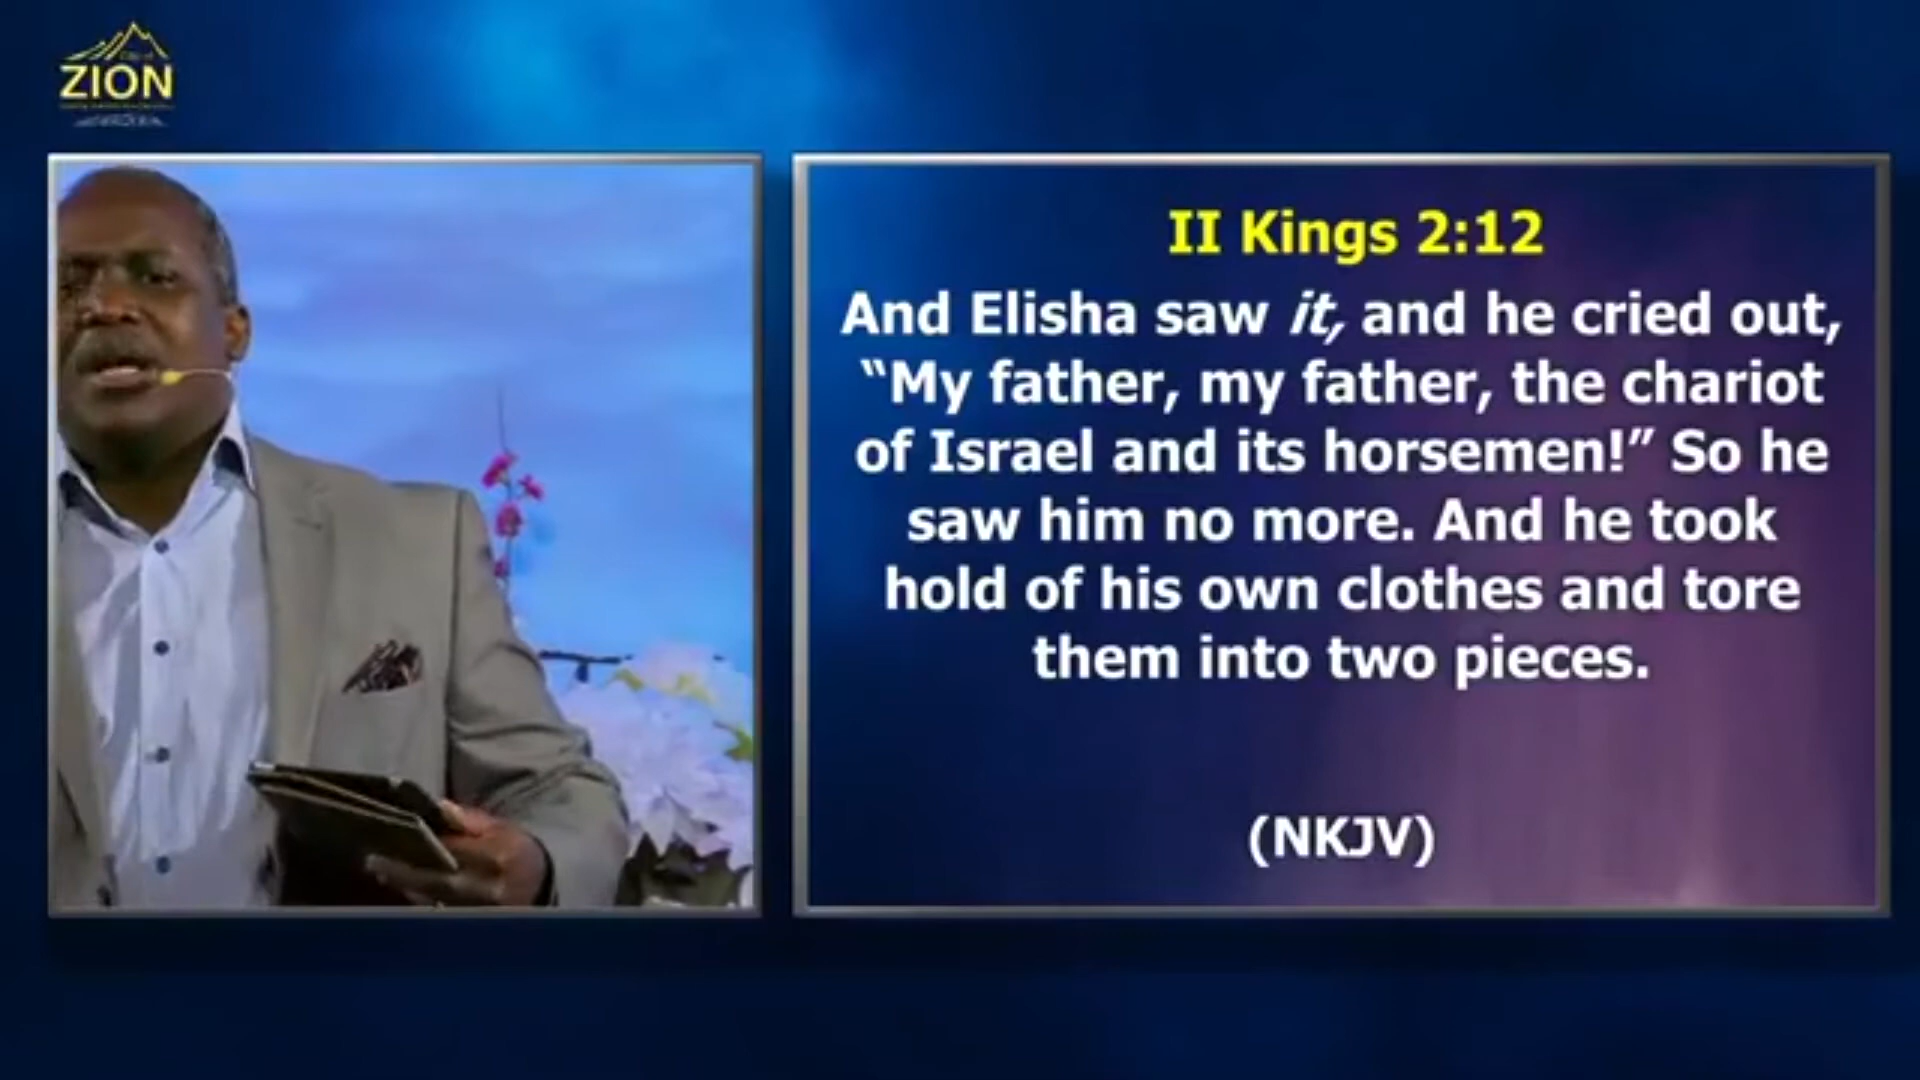 ZION
II Kings 2:12
And Elisha saw it, and he cried out,
“My father, my father, the chariot
of Israel and its horsemen!” So he
saw him no more. And he took
hold of his own clothes and tore
them into two pieces.
(NKJV)